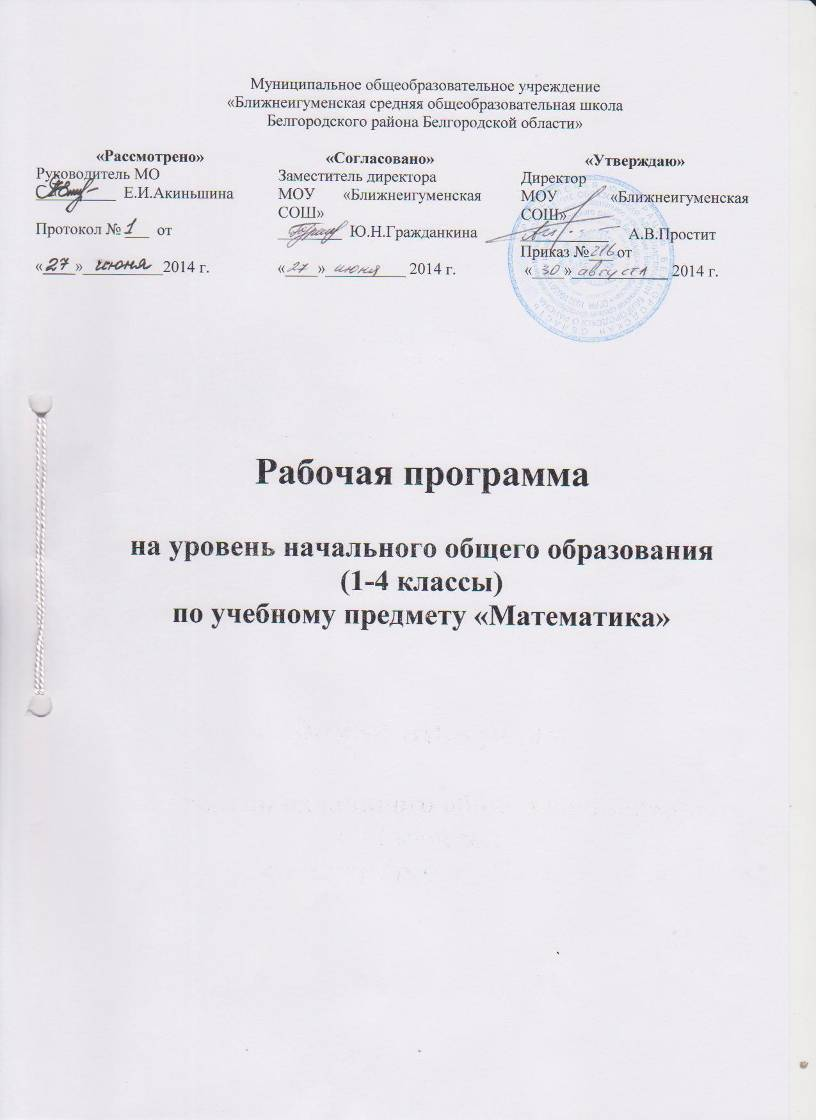 Муниципальное общеобразовательное учреждение
«Ближнеигуменская средняя общеобразовательная школа
Белгородского района Белгородской области»
«Рассмотрено»
Руководитель МО
__________ Е.И.Акиньшина
Протокол № 1 от
«27» июня 2014 г.
«Согласовано»
Заместитель директора
МОУ «Ближнеигуменская
СОШ»
________ Ю.Н.Гражданкина
«27» июня 2014 г.
«Утверждаю»
Директор
МОУ «Ближнеигуменская
СОШ»
____________ А.В.Простит
Приказ № 216 от
«30» августа 2014 г.
Рабочая программа
на уровень начального общего образования
(1-4 классы)
по учебному предмету «Математика»